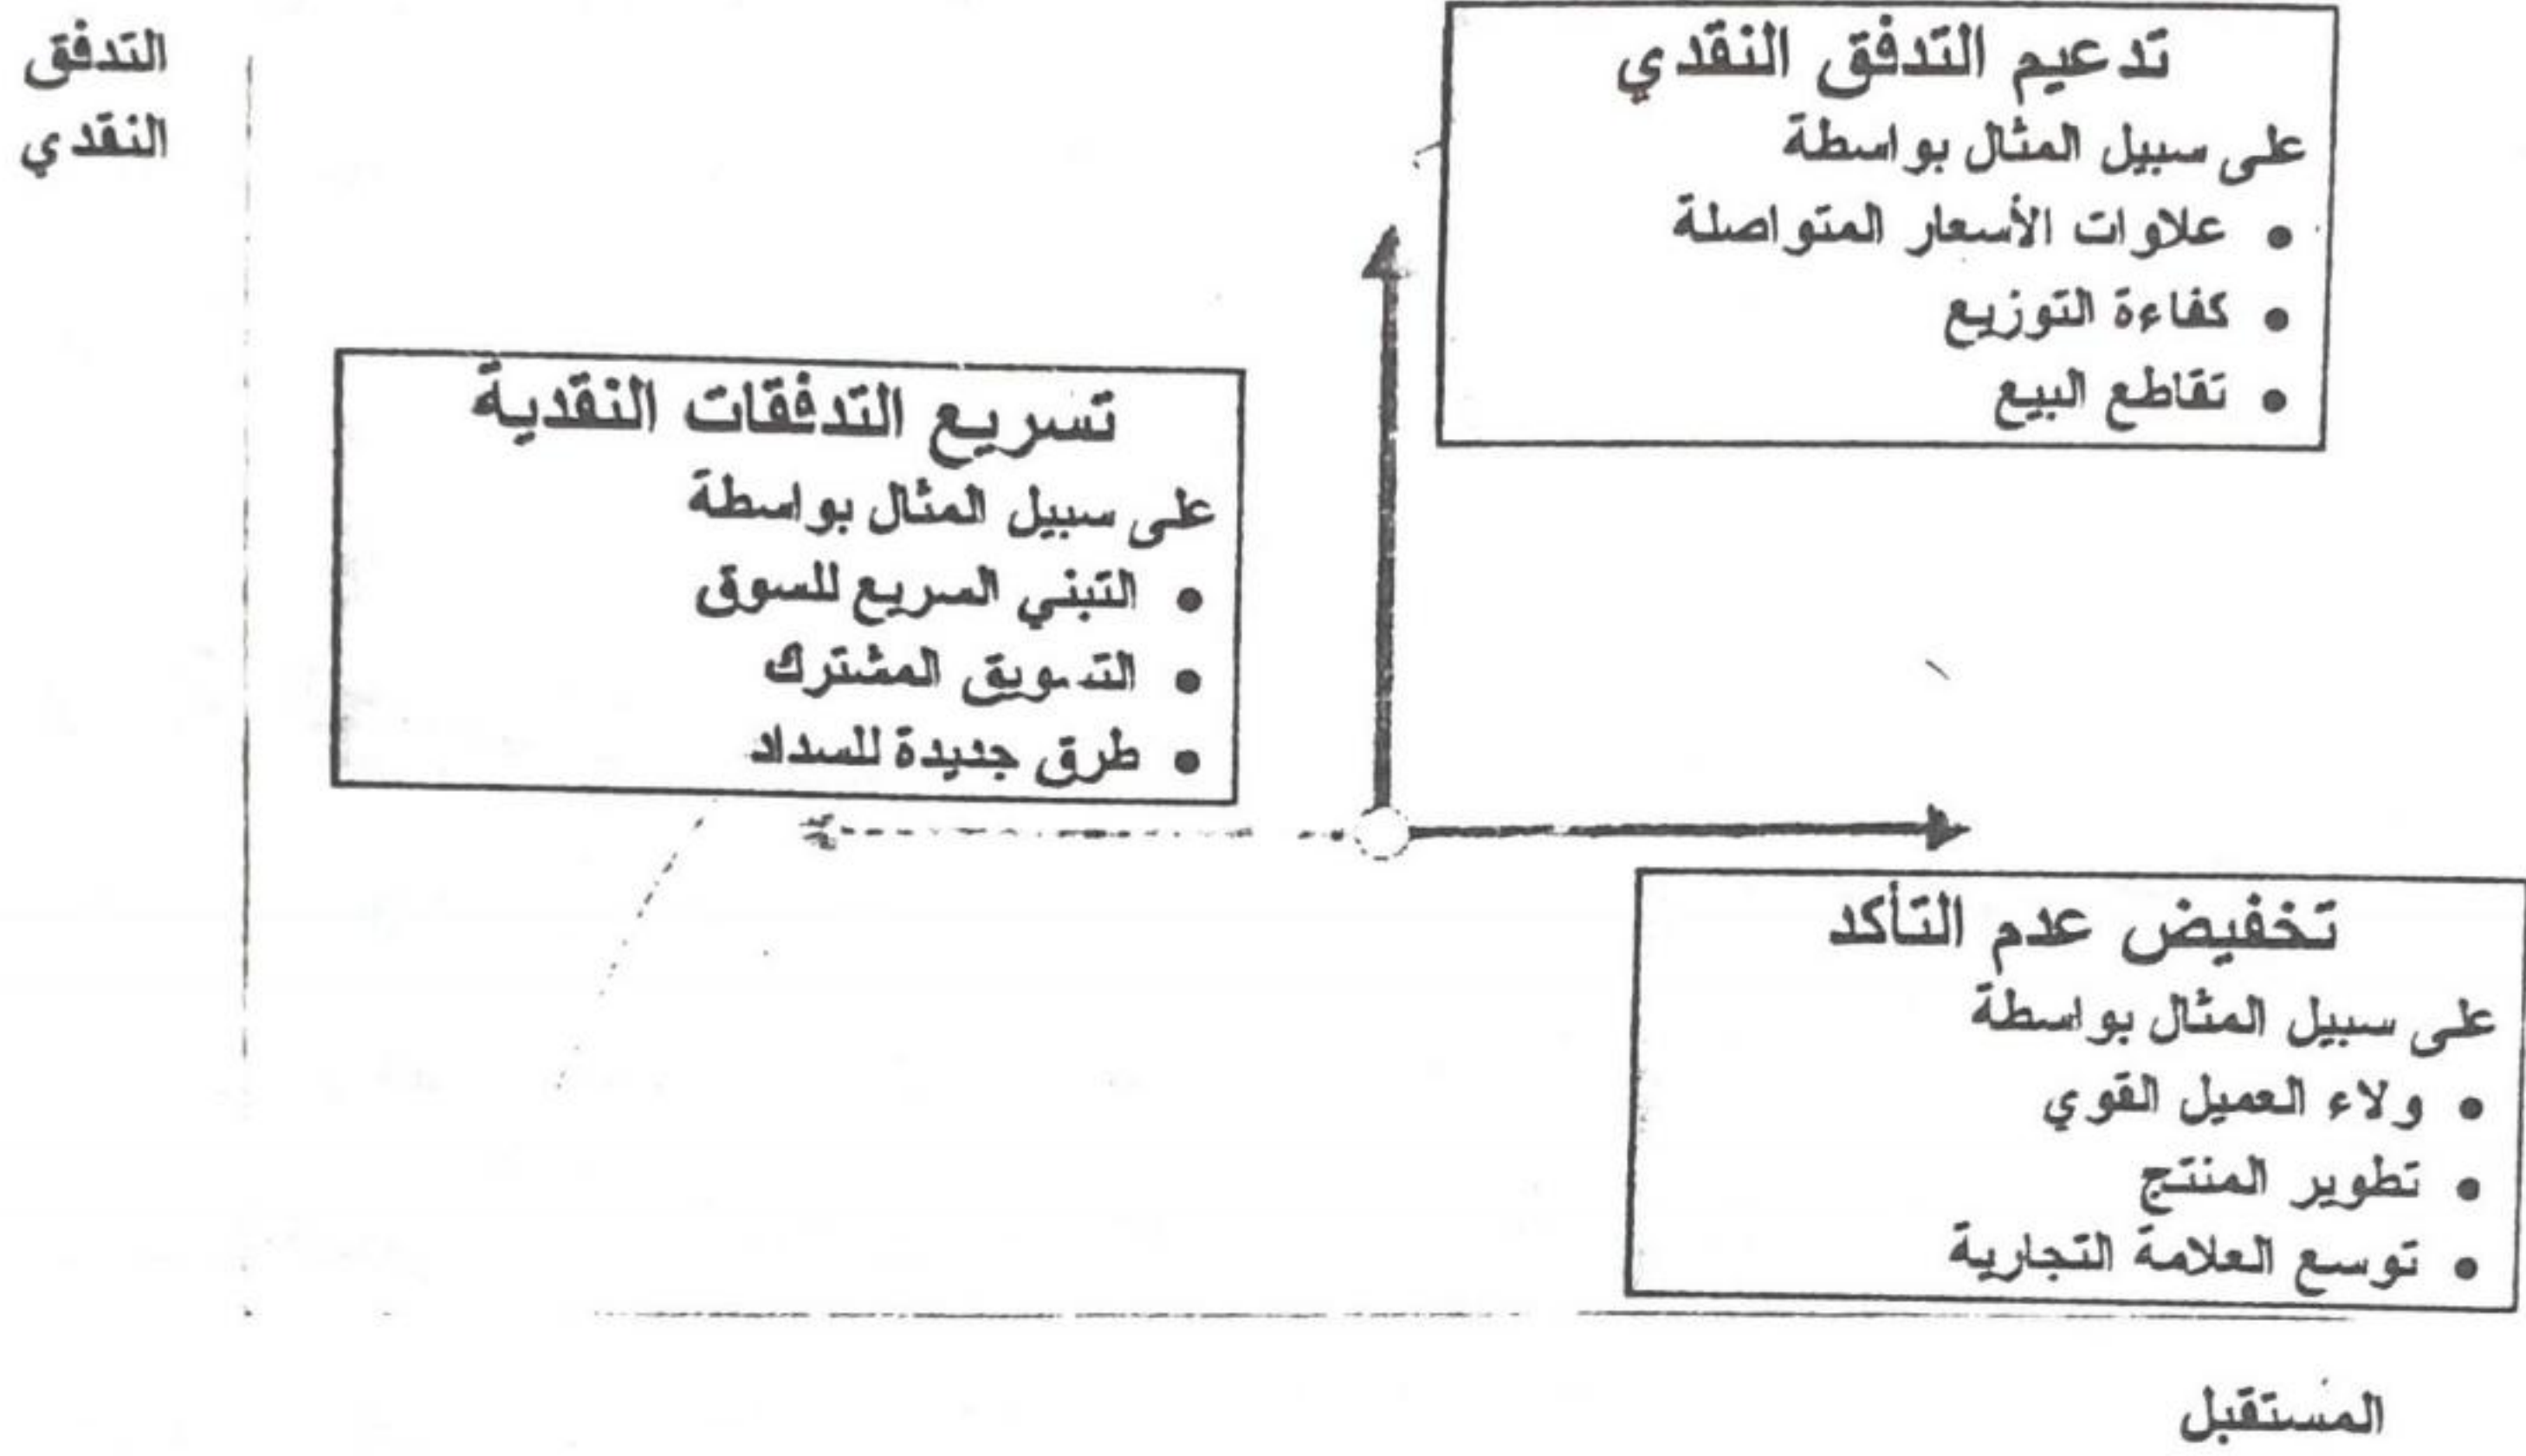 التدفق
النقدي
تدعيم التدفق النقدي
على سبيل المثال بواسطة
• علاوات الأسعار المتواصلة
• كفاءة التوزيع
• تقاطع البيع
تسريع التدفقات النقدية
على سبيل المثال بواسطة
• التبني السريع للسوق
• التسويق المشترك
• طرق جديدة للسداد
تخفيض عدم التأكد
على سبيل المثال بواسطة
• ولاء العميل القوي
• تطوير المنتج
• توسع العلامة التجارية
المستقبل